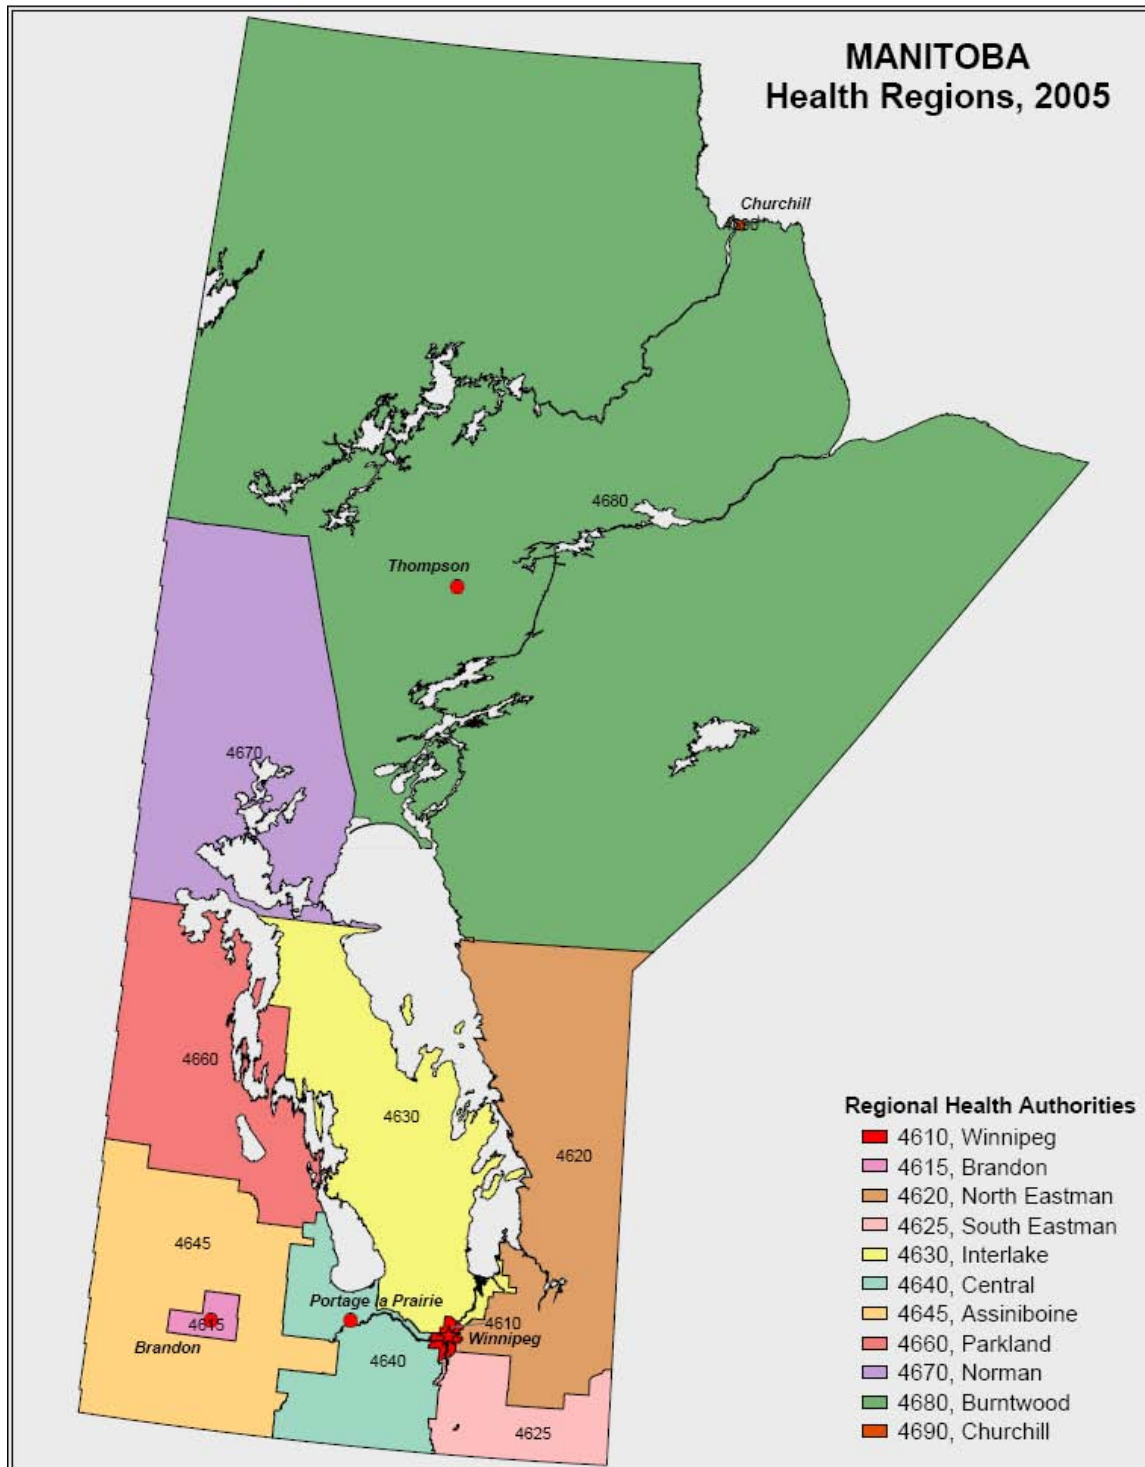 MANITOBA
Health Regions, 2005
Churchill
4680
Thompson
4670
4660
4630
4620
4645
Portage la Prairie
4615
4610
Brandon
Winnipeg
4640
4625
Regional Health Authorities
4610, Winnipeg
4615, Brandon
4620, North Eastman
4625, South Eastman
4630, Interlake
4640, Central
4645, Assiniboine
4660, Parkland
4670, Norman
4680, Burntwood
4690, Churchill